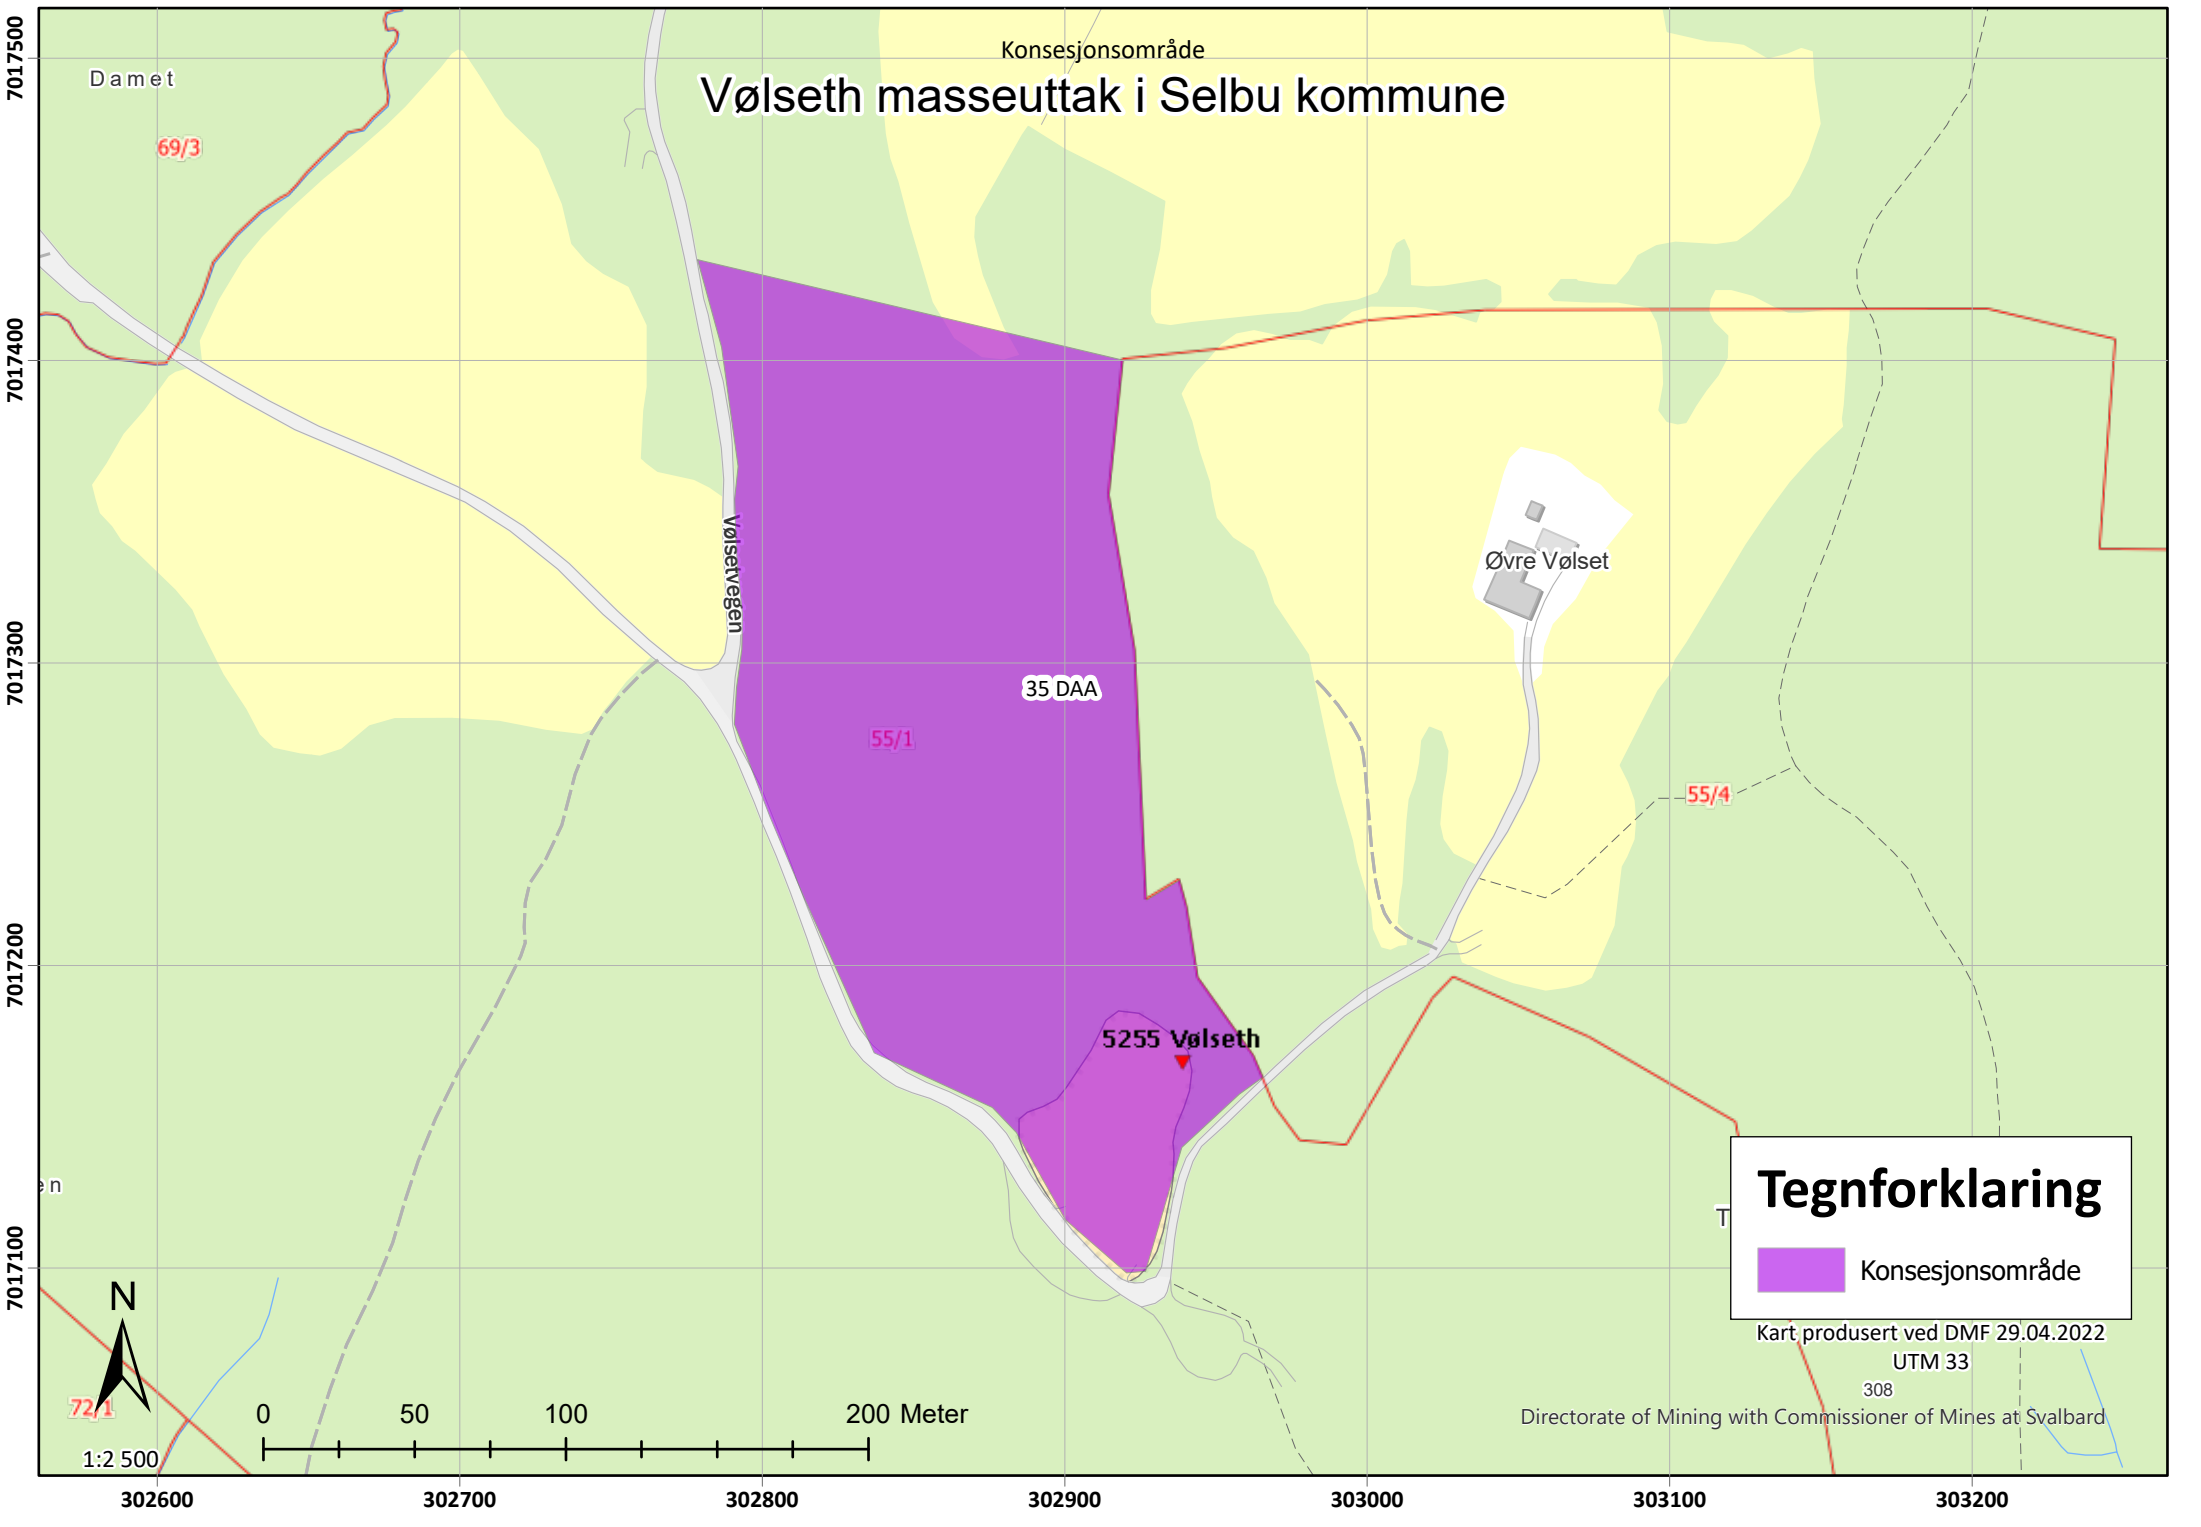 Konsesjonsområde
Vølseth masseuttak i Selbu kommune
Damet
69/3
Vølsetvegen
Øvre Vølset
35 DAA
55/1
55/4
5255 Vølseth
en
T
Tegnforklaring
Konsesjonsområde
Kart produsert ved DMF 29.04.2022
UTM 33
308
Directorate of Mining with Commissioner of Mines at Svalbard
N
72/1
1:2 500
0 50 100 200 Meter
7017500
7017400
7017300
7017200
7017100
302600 302700 302800 302900 303000 303100 303200